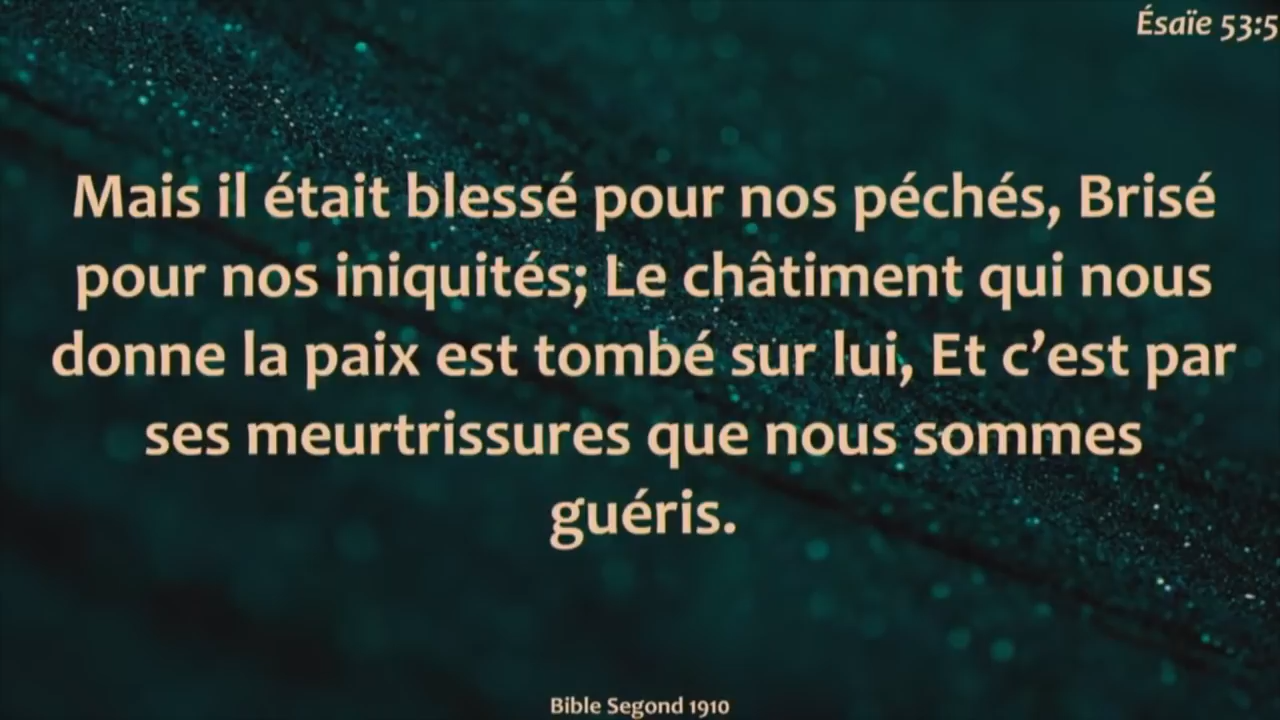 Ésaïe 53:5
Mais il était blessé pour nos péchés, Brisé
pour nos iniquités; Le châtiment qui nous
donne la paix est tombé sur lui, Et c’est par
ses meurtrissures que nous sommes
guéris.
Bible Segond 1910